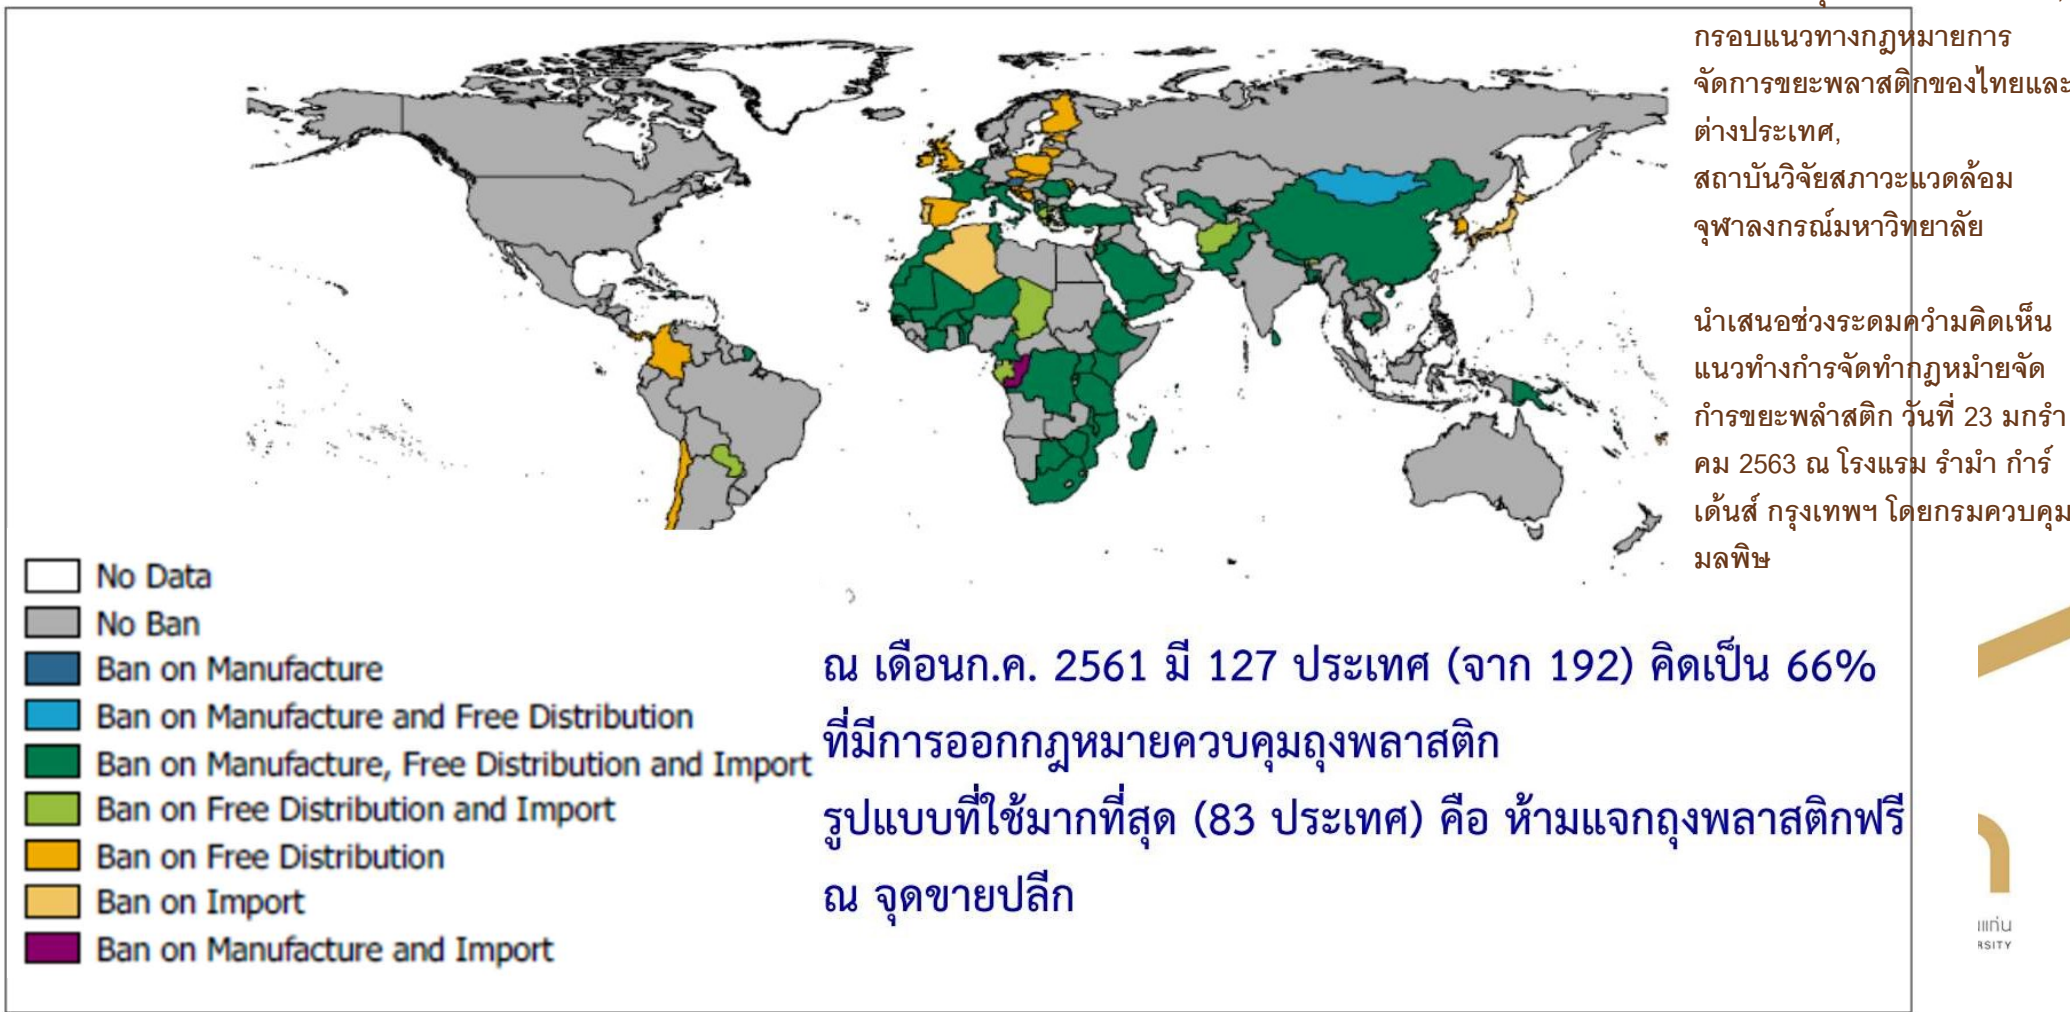 กรอบแนวทางกฎหมายการ
จัดการขยะพลาสติกของไทยและ
ต่างประเทศ,
สถาบันวิจัยสภาวะแวดล้อม
จุฬาลงกรณ์มหาวิทยาลัย
นำเสนอช่วงระดมควำมคิดเห็น
แนวทำงกำรจัดทำกฎหมำยจัด
กำรขยะพลำสติก วันที่ 23 มกรำ
คม 2563 ณ โรงแรม รำมำ กำร์
เด้นส์ กรุงเทพฯ โดยกรมควบคุม
มลพิษ
No Data
No Ban
Ban on Manufacture
Ban on Manufacture and Free Distribution
Ban on Manufacture, Free Distribution and Import
Ban on Free Distribution and Import
Ban on Free Distribution
Ban on Import
Ban on Manufacture and Import
ณ เดือนก.ค. 2561 มี 127 ประเทศ (จาก 192) คิดเป็น 66%
ที่มีการออกกฎหมายควบคุมถุงพลาสติก
รูปแบบที่ใช้มากที่สุด (83 ประเทศ) คือ ห้ามแจกถุงพลาสติกฟรี
ณ จุดขายปลีก
RSITY